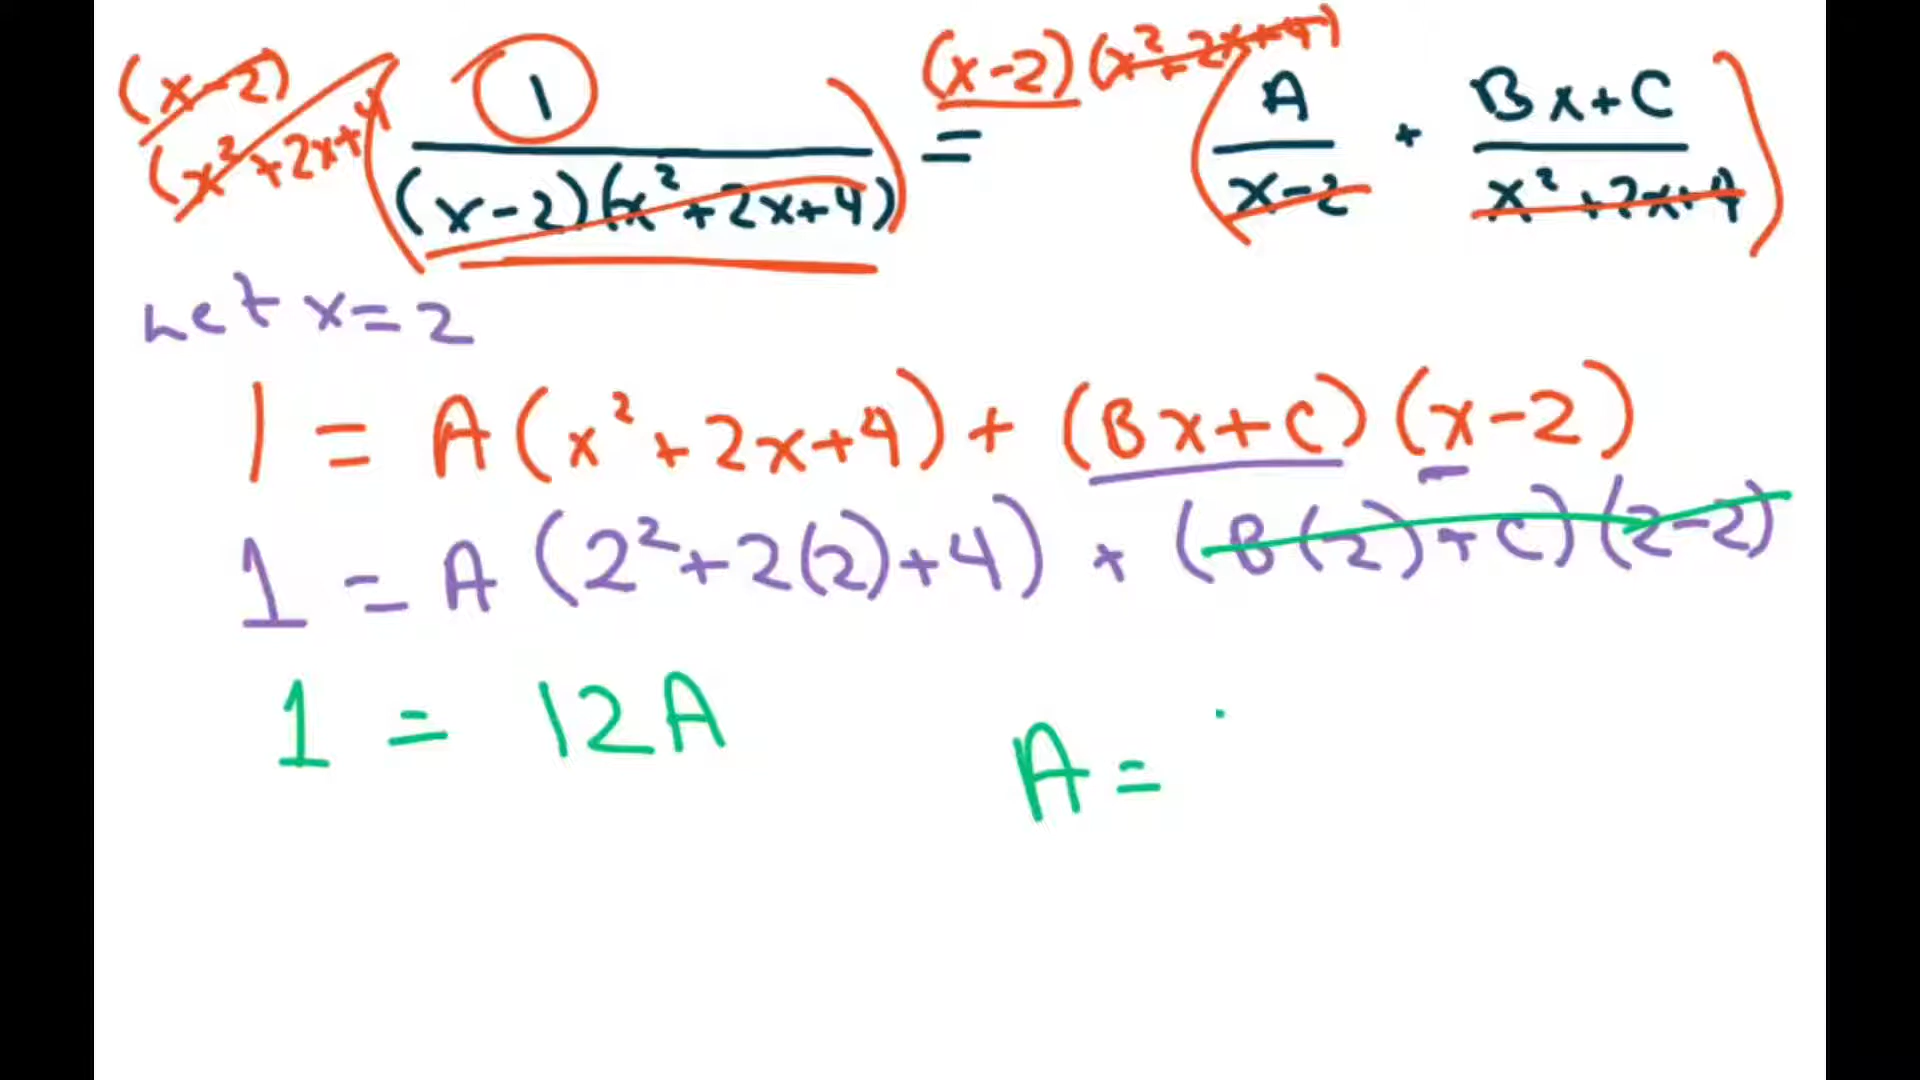 (x-2) (x²+2x+4) ( 1 / (x-2)(x²+2x+4) ) = (x-2)(x²+2x+4) ( A / x-2 + Bx+C / x²+2x+4 )
Let x=2
1 = A(x²+2x+4) + (Bx+C)(x-2)
1 = A(2²+2(2)+4) + (B(2)+C)(2-2)
1 = 12A A =